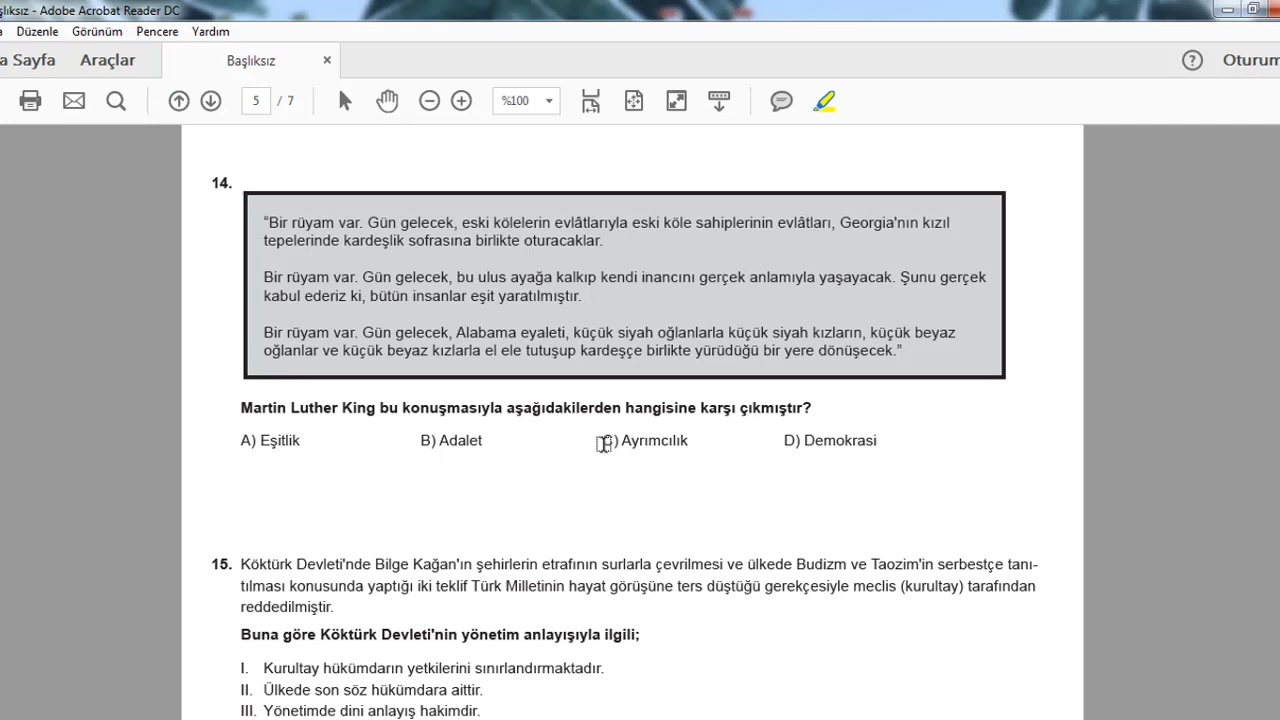 şlıksız - Adobe Acrobat Reader DC
a Düzenle Görünüm Pencere Yardım
a Sayfa Araçlar Başlıksız × ? Oturum
5 / 7 %100
14.
“Bir rüyam var. Gün gelecek, eski kölelerin evlâtlarıyla eski köle sahiplerinin evlâtları, Georgia'nın kızıl
tepelerinde kardeşlik sofrasına birlikte oturacaklar.
Bir rüyam var. Gün gelecek, bu ulus ayağa kalkıp kendi inancını gerçek anlamıyla yaşayacak. Şunu gerçek
kabul ederiz ki, bütün insanlar eşit yaratılmıştır.
Bir rüyam var. Gün gelecek, Alabama eyaleti, küçük siyah oğlanlarla küçük siyah kızların, küçük beyaz
oğlanlar ve küçük beyaz kızlarla el ele tutuşup kardeşçe birlikte yürüdüğü bir yere dönüşecek.”
Martin Luther King bu konuşmasıyla aşağıdakilerden hangisine karşı çıkmıştır?
A) Eşitlik B) Adalet C) Ayrımcılık D) Demokrasi
15. Köktürk Devleti'nde Bilge Kağan'ın şehirlerin etrafının surlarla çevrilmesi ve ülkede Budizm ve Taozim'in serbestçe tanı-
tılması konusunda yaptığı iki teklif Türk Milletinin hayat görüşüne ters düştüğü gerekçesiyle meclis (kurultay) tarafından
reddedilmiştir.
Buna göre Köktürk Devleti'nin yönetim anlayışıyla ilgili;
I. Kurultay hükümdarın yetkilerini sınırlandırmaktadır.
II. Ülkede son söz hükümdara aittir.
III. Yönetimde dini anlayış hakimdir.